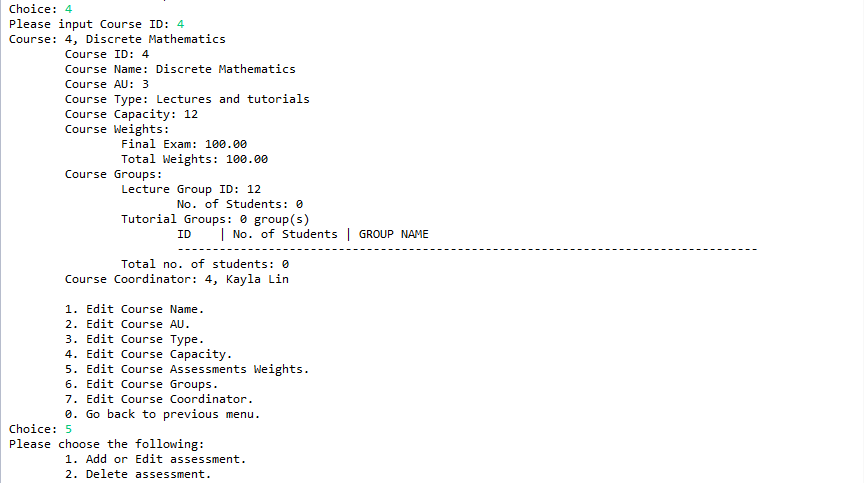 Choice: 4
Please input Course ID: 4
Course: 4, Discrete Mathematics
Course ID: 4
Course Name: Discrete Mathematics
Course AU: 3
Course Type: Lectures and tutorials
Course Capacity: 12
Course Weights:
Final Exam: 100.00
Total Weights: 100.00
Course Groups:
Lecture Group ID: 12
No. of Students: 0
Tutorial Groups: 0 group(s)
ID | No. of Students | GROUP NAME
-----------------------------------------------------------------------------------
Total no. of students: 0
Course Coordinator: 4, Kayla Lin
1. Edit Course Name.
2. Edit Course AU.
3. Edit Course Type.
4. Edit Course Capacity.
5. Edit Course Assessments Weights.
6. Edit Course Groups.
7. Edit Course Coordinator.
0. Go back to previous menu.
Choice: 5
Please choose the following:
1. Add or Edit assessment.
2. Delete assessment.